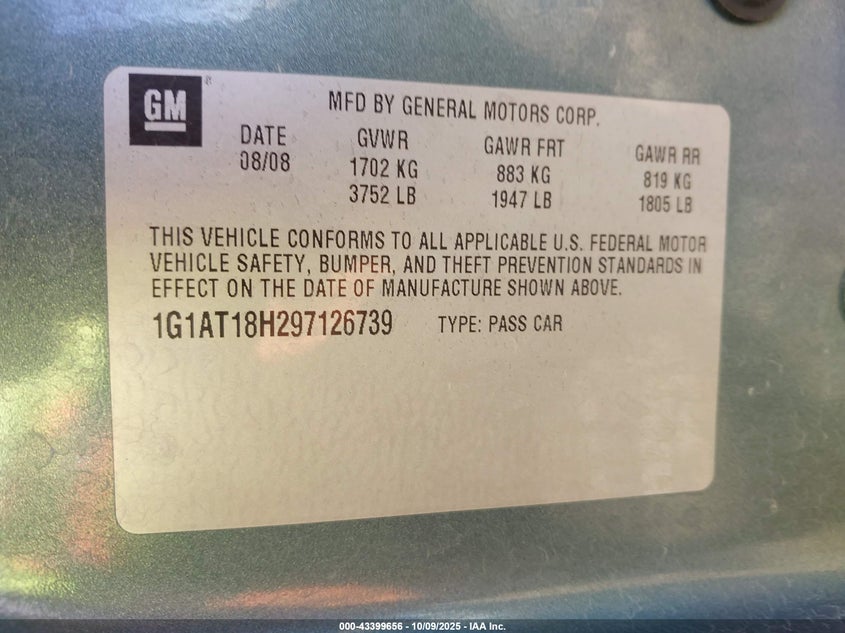 GM
MFD BY GENERAL MOTORS CORP.
DATE GVWR GAWR FRT GAWR RR
08/08 1702 KG 883 KG 819 KG
3752 LB 1947 LB 1805 LB
THIS VEHICLE CONFORMS TO ALL APPLICABLE U.S. FEDERAL MOTOR
VEHICLE SAFETY, BUMPER, AND THEFT PREVENTION STANDARDS IN
EFFECT ON THE DATE OF MANUFACTURE SHOWN ABOVE.
1G1AT18H297126739 TYPE: PASS CAR
000-43399656 - 10/09/2025 - IAA Inc.